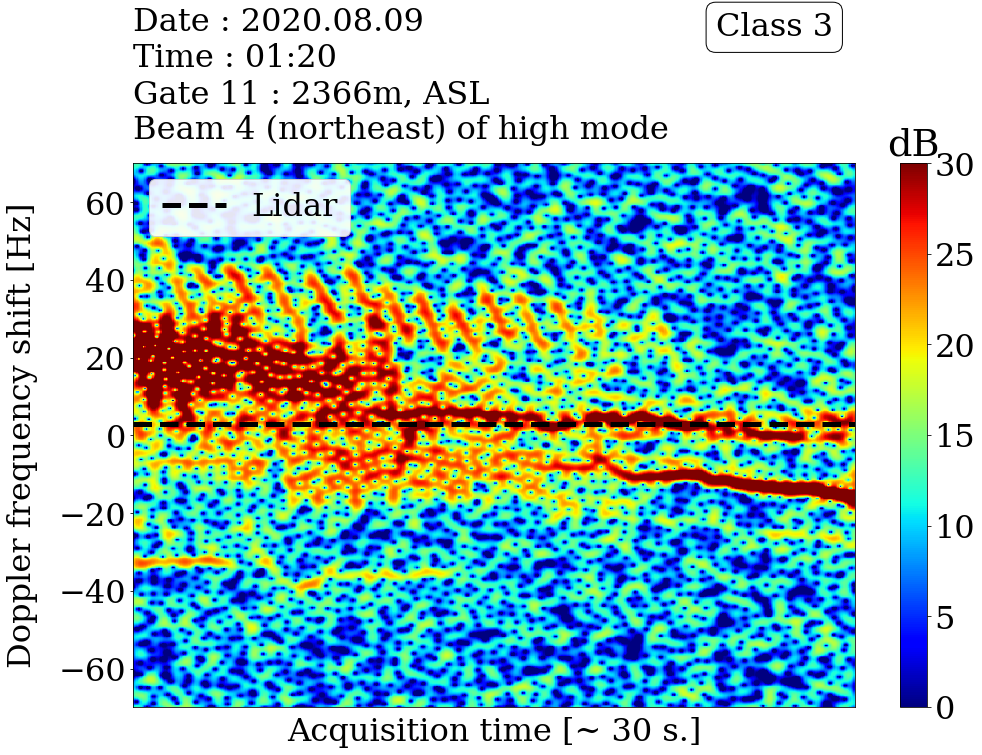 Date : 2020.08.09
Time : 01:20
Gate 11 : 2366m, ASL
Beam 4 (northeast) of high mode
Class 3
dB
Lidar
Doppler frequency shift [Hz]
60
40
20
0
−20
−40
−60
30
25
20
15
10
5
0
Acquisition time [~ 30 s.]